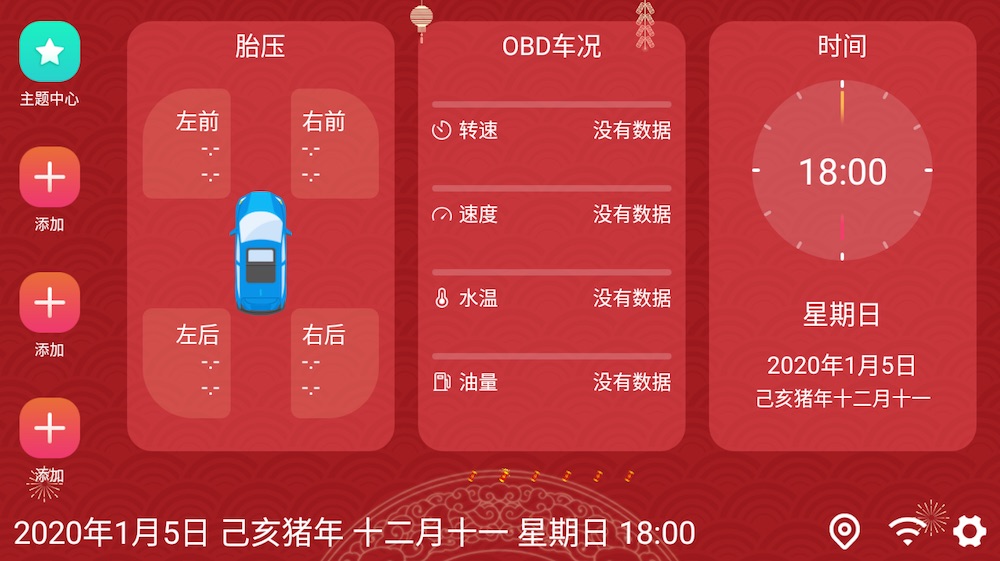 主题中心
添加
添加
添加
胎压
左前
-.-
-.-
右前
-.-
-.-
左后
-.-
-.-
右后
-.-
-.-
OBD车况
转速 没有数据
速度 没有数据
水温 没有数据
油量 没有数据
时间
18:00
星期日
2020年1月5日
己亥猪年十二月十一
2020年1月5日 己亥猪年 十二月十一 星期日 18:00